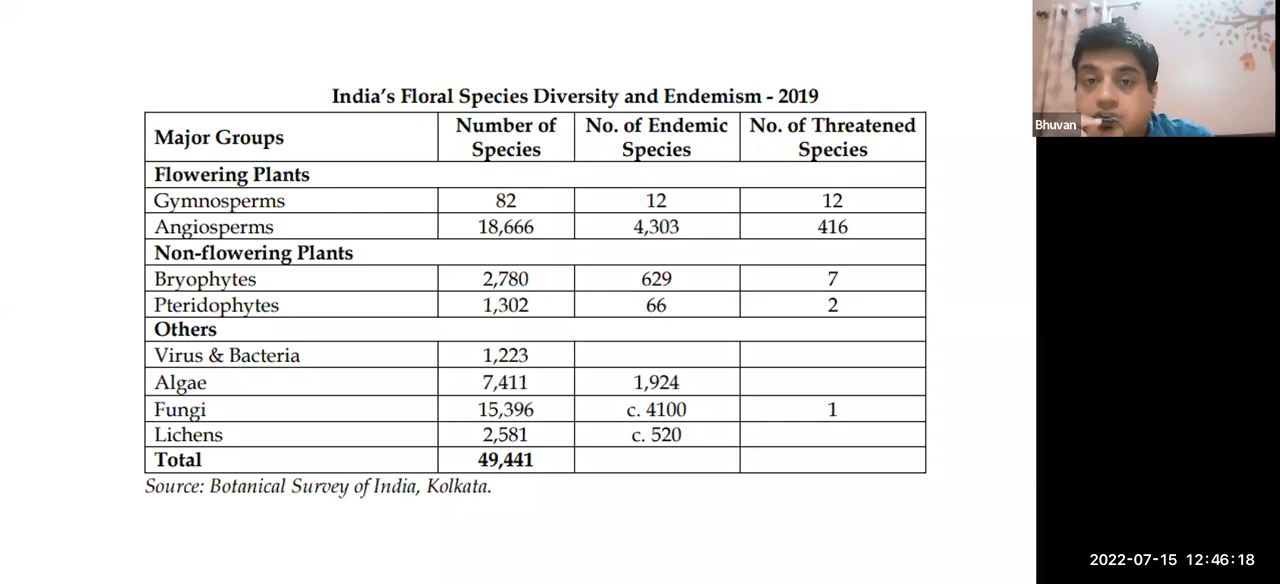 India's Floral Species Diversity and Endemism - 2019
Major Groups Number of Species No. of Endemic Species No. of Threatened Species
Flowering Plants
Gymnosperms 82 12 12
Angiosperms 18,666 4,303 416
Non-flowering Plants
Bryophytes 2,780 629 7
Pteridophytes 1,302 66 2
Others
Virus & Bacteria 1,223
Algae 7,411 1,924
Fungi 15,396 c. 4100 1
Lichens 2,581 c. 520
Total 49,441
Source: Botanical Survey of India, Kolkata.
Bhuvan
2022-07-15 12:46:18